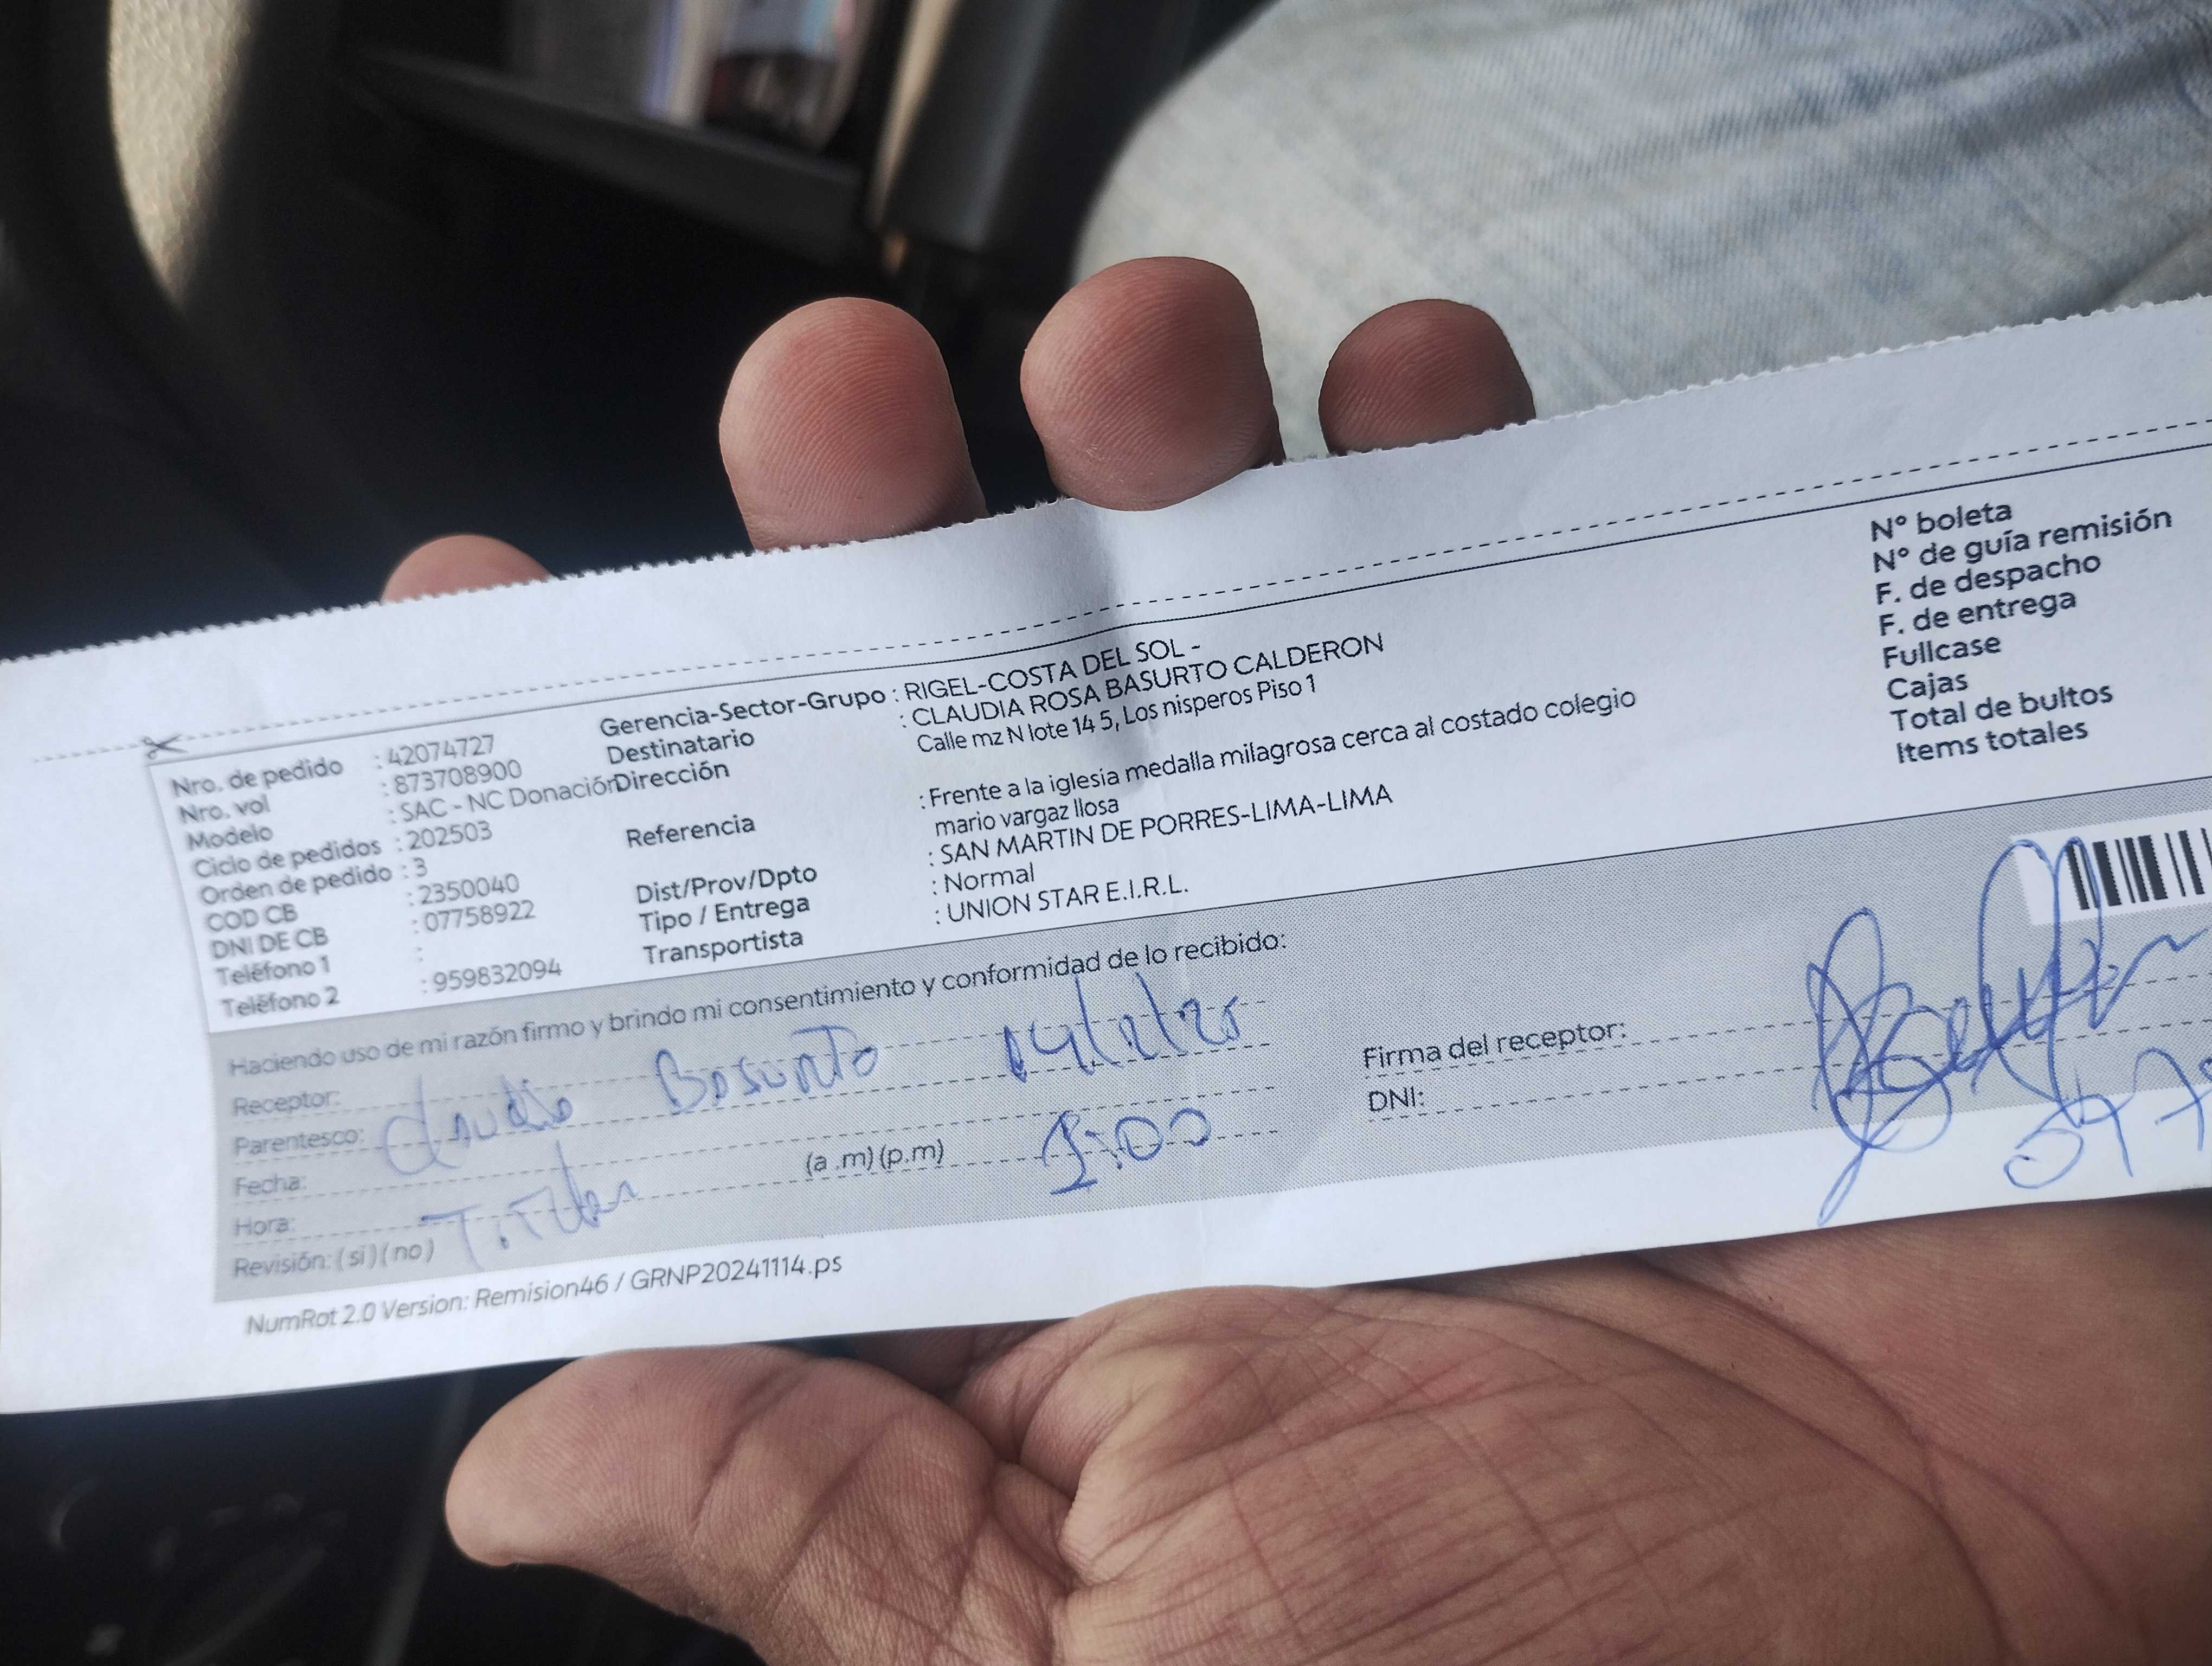 Nro. de pedido : 42074727
Nro. vol : 873708900
Modelo : SAC - NC Donación
Ciclo de pedidos : 202503
Orden de pedido : 3
COD CB : 2350040
DNI DE CB : 07758922
Teléfono 1 :
Teléfono 2 : 959832094
Gerencia-Sector-Grupo : RIGEL-COSTA DEL SOL -
Destinatario : CLAUDIA ROSA BASURTO CALDERON
Dirección Calle mz N lote 14 5, Los nisperos Piso 1
Referencia : Frente a la iglesia medalla milagrosa cerca al costado colegio
mario vargaz llosa
Dist/Prov/Dpto : SAN MARTIN DE PORRES-LIMA-LIMA
Tipo / Entrega : Normal
Transportista : UNION STAR E.I.R.L.
N° boleta
N° de guía remisión
F. de despacho
F. de entrega
Fullcase
Cajas
Total de bultos
Items totales
Haciendo uso de mi razón firmo y brindo mi consentimiento y conformidad de lo recibido:
Receptor: Claudia Basurto
Parentesco:
Fecha:
Hora: (a .m) (p.m) 1:00
Revisión: ( si ) ( no )
Firma del receptor:
DNI:
NumRot 2.0 Version: Remision46 / GRNP20241114.ps